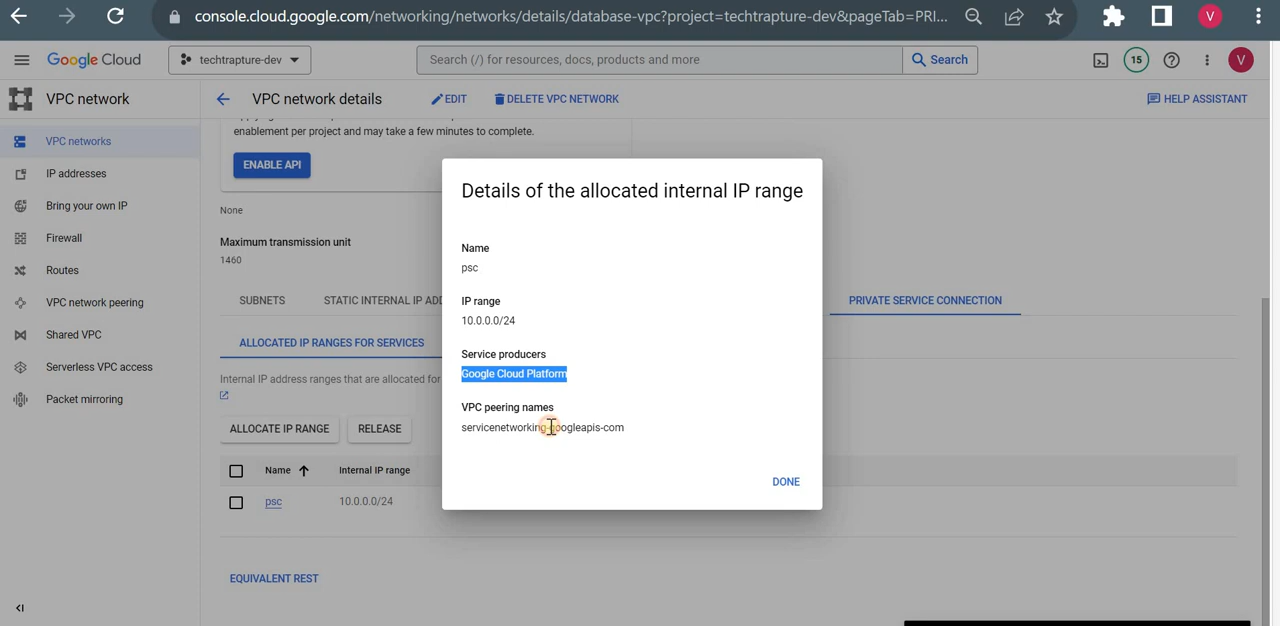 console.cloud.google.com/networking/networks/details/database-vpc?project=techtrapture-dev&pageTab=PRI...
V
Google Cloud
techtrapture-dev
Search (/) for resources, docs, products and more
Search
15
V
VPC network
VPC network details
EDIT
DELETE VPC NETWORK
HELP ASSISTANT
VPC networks
IP addresses
Bring your own IP
Firewall
Routes
VPC network peering
Shared VPC
Serverless VPC access
Packet mirroring
enablement per project and may take a few minutes to complete.
ENABLE API
None
Maximum transmission unit
1460
SUBNETS
STATIC INTERNAL IP ADD
PRIVATE SERVICE CONNECTION
ALLOCATED IP RANGES FOR SERVICES
Internal IP address ranges that are allocated for
ALLOCATE IP RANGE
RELEASE
Name
Internal IP range
psc
10.0.0.0/24
EQUIVALENT REST
Details of the allocated internal IP range
Name
psc
IP range
10.0.0.0/24
Service producers
Google Cloud Platform
VPC peering names
servicenetworking-googleapis-com
DONE